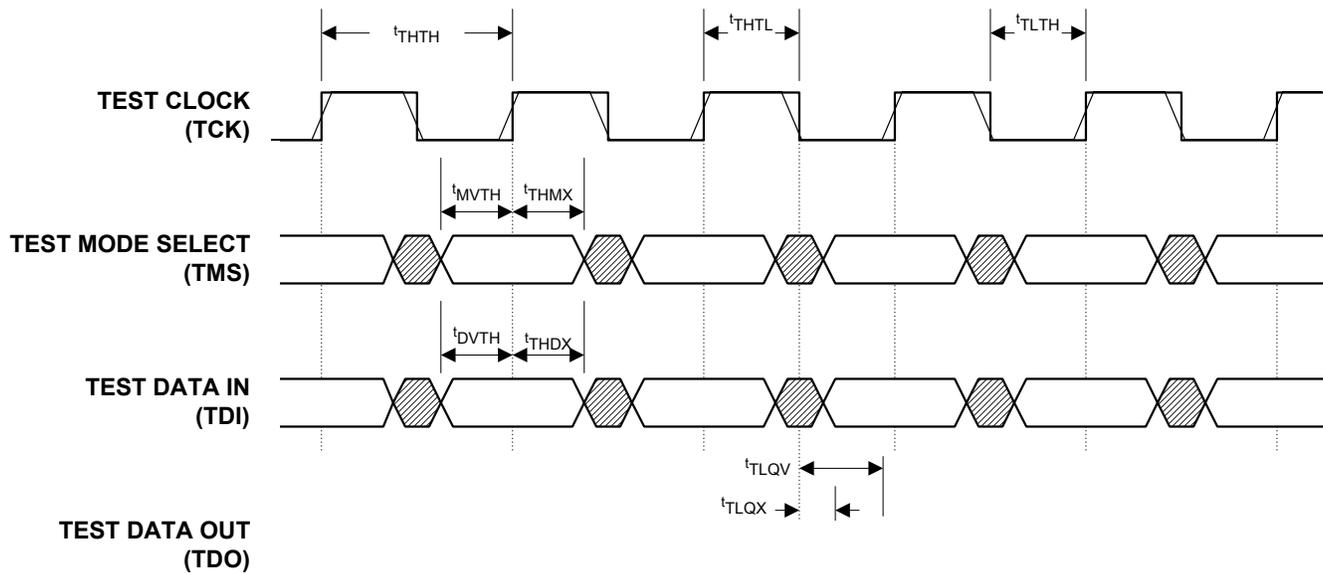 tTHTH
tTHTL
tTLTH
TEST CLOCK
(TCK)
tMVTH
tTHMX
TEST MODE SELECT
(TMS)
tDVTH
tTHDX
TEST DATA IN
(TDI)
tTLQV
tTLQX
TEST DATA OUT
(TDO)